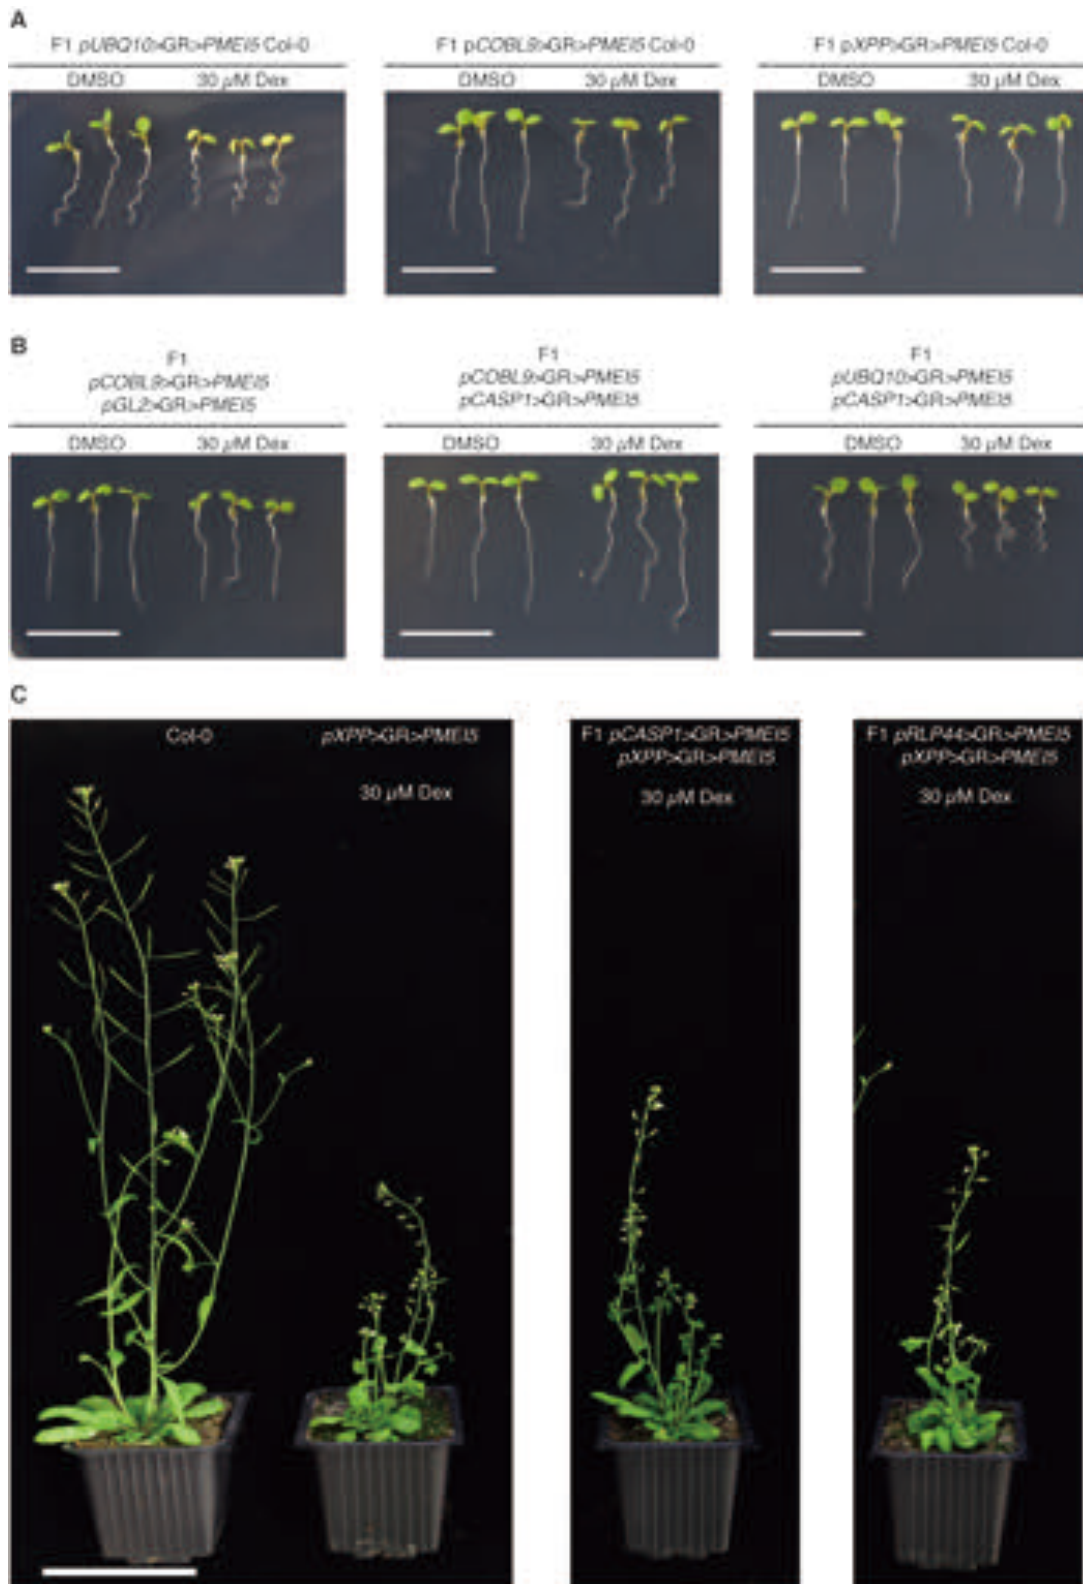 A
F1 pUBQ10>GR>PMEI5 Col-0
F1 pCOBL9>GR>PMEI5 Col-0
F1 pXPP>GR>PMEI5 Col-0
DMSO 30 µM Dex
DMSO 30 µM Dex
DMSO 30 µM Dex
B
F1
pCOBL9>GR>PMEI5
pGL2>GR>PMEI5
F1
pCOBL9>GR>PMEI5
pCASP1>GR>PMEI5
F1
pUBQ10>GR>PMEI5
pCASP1>GR>PMEI5
DMSO 30 µM Dex
DMSO 30 µM Dex
DMSO 30 µM Dex
C
Col-0
pXPP>GR>PMEI5
30 µM Dex
F1 pCASP1>GR>PMEI5
pXPP>GR>PMEI5
30 µM Dex
F1 pRLP44>GR>PMEI5
pXPP>GR>PMEI5
30 µM Dex